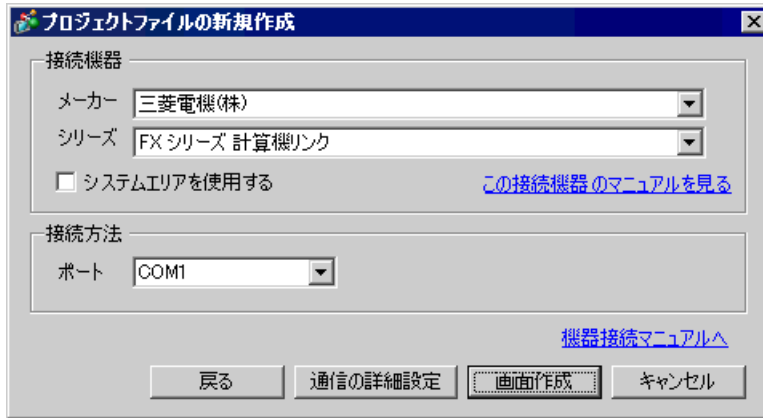 プロジェクトファイルの新規作成
接続機器
メーカー 三菱電機(株)
シリーズ FX シリーズ 計算機リンク
システムエリアを使用する この接続機器のマニュアルを見る
接続方法
ポート COM1
機器接続マニュアルへ
戻る 通信の詳細設定 画面作成 キャンセル